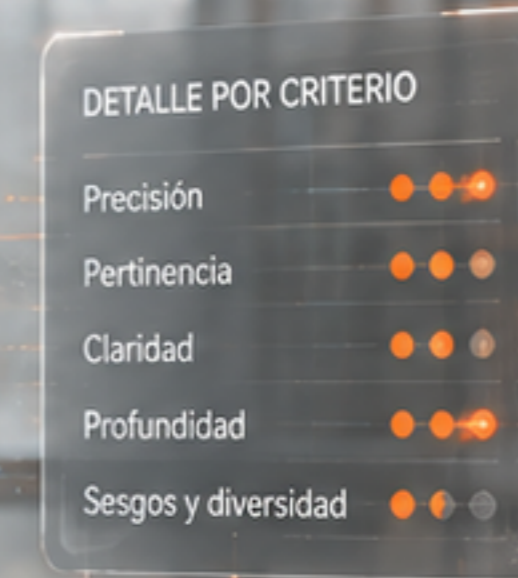 DETALLE POR CRITERIO
Precisión
Pertinencia
Claridad
Profundidad
Sesgos y diversidad